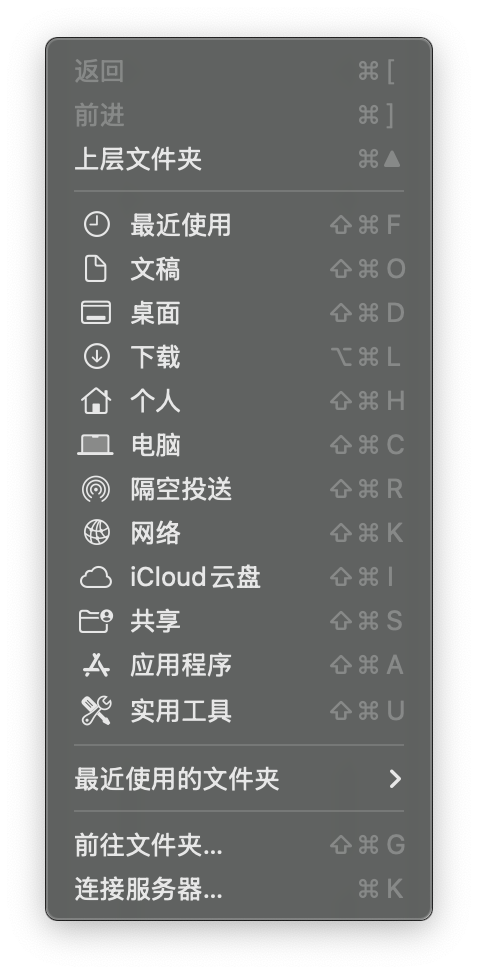 返回 ⌘ [
前进 ⌘ ]
上层文件夹 ⌘▲
最近使用 ⇧⌘F
文稿 ⇧⌘O
桌面 ⇧⌘D
下载 ⌥⌘L
个人 ⇧⌘H
电脑 ⇧⌘C
隔空投送 ⇧⌘R
网络 ⇧⌘K
iCloud云盘 ⇧⌘I
共享 ⇧⌘S
应用程序 ⇧⌘A
实用工具 ⇧⌘U
最近使用的文件夹 >
前往文件夹... ⇧⌘G
连接服务器... ⌘K